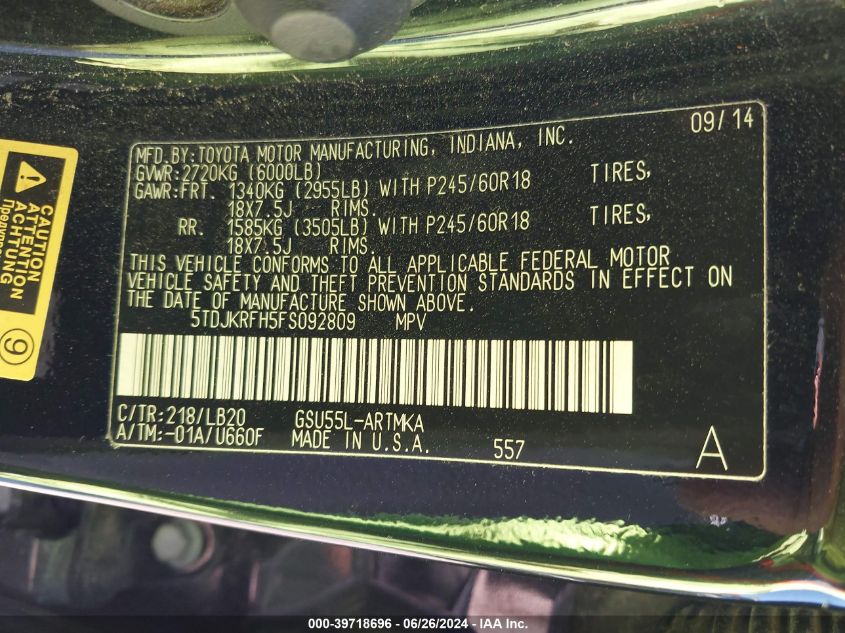 09/14
MFD.BY:TOYOTA MOTOR MANUFACTURING, INDIANA, INC.
GVWR:2720KG (6000LB)
GAWR:FRT. 1340KG (2955LB) WITH P245/60R18 TIRES,
18X7.5J RIMS.
RR. 1585KG (3505LB) WITH P245/60R18 TIRES,
18X7.5J RIMS.
THIS VEHICLE CONFORMS TO ALL APPLICABLE FEDERAL MOTOR
VEHICLE SAFETY AND THEFT PREVENTION STANDARDS IN EFFECT ON
THE DATE OF MANUFACTURE SHOWN ABOVE.
5TDJKRFH5FS092809 MPV
C/TR:218/LB20 GSU55L-ARTMKA
A/TM:-01A/U660F MADE IN U.S.A. 557 A
CAUTION
ATTENTION
ACHTUNG
9
000-39718696 / 06/26/2024 - IAA Inc.